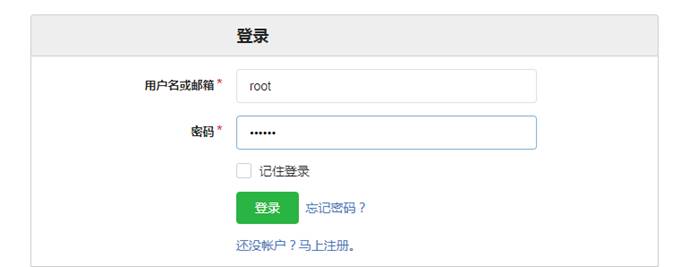 登录
用户名或邮箱* root
密码* ••••••
记住登录
登录 忘记密码？
还没帐户？马上注册。